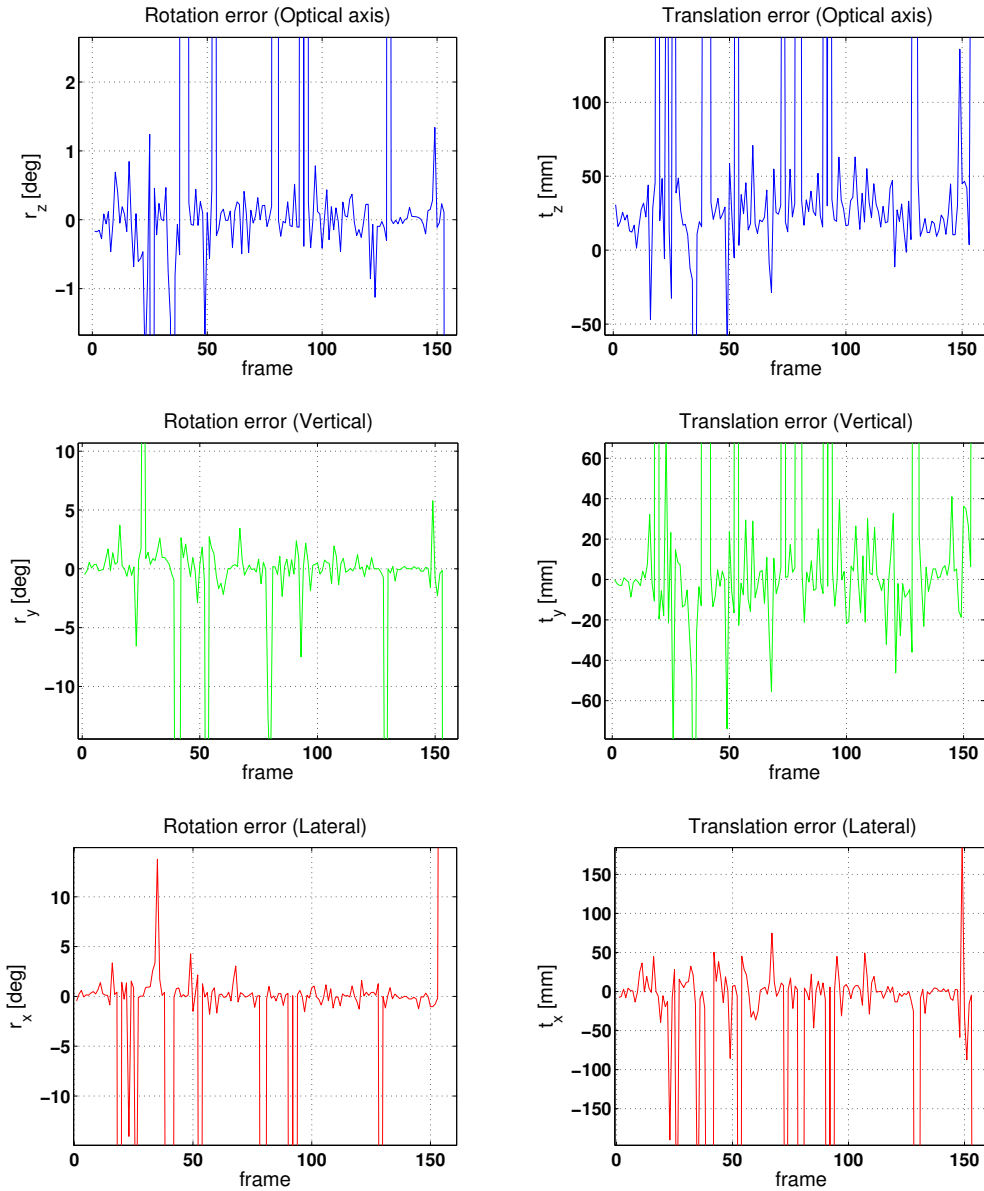 Rotation error (Optical axis)
2
1
0
−1
r_z [deg]
0 50 100 150
frame
Translation error (Optical axis)
100
50
0
−50
t_z [mm]
0 50 100 150
frame
Rotation error (Vertical)
10
5
0
−5
−10
r_y [deg]
0 50 100 150
frame
Translation error (Vertical)
60
40
20
0
−20
−40
−60
t_y [mm]
0 50 100 150
frame
Rotation error (Lateral)
10
5
0
−5
−10
r_x [deg]
0 50 100 150
frame
Translation error (Lateral)
150
100
50
0
−50
−100
−150
t_x [mm]
0 50 100 150
frame